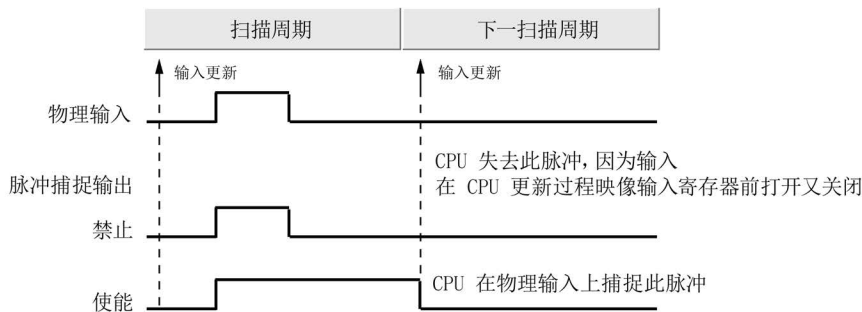 扫描周期
下一扫描周期
输入更新
输入更新
物理输入
CPU 失去此脉冲,因为输入
在 CPU 更新过程映像输入寄存器前打开又关闭
脉冲捕捉输出
禁止
CPU 在物理输入上捕捉此脉冲
使能